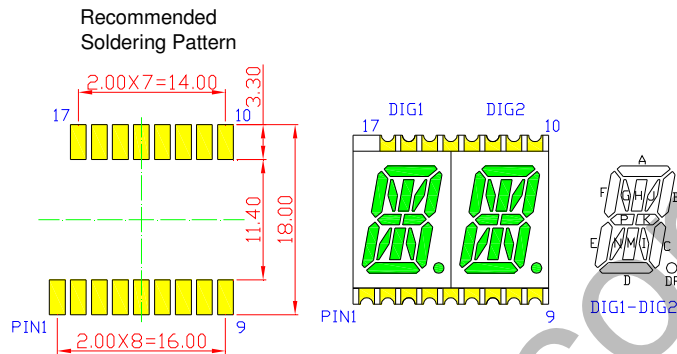 Recommended
Soldering Pattern
2.00X7=14.00
3.30
17
10
11.40
18.00
PIN1
9
2.00X8=16.00
DIG1
DIG2
17
10
PIN1
9
A
F
G
H
J
B
P
K
E
N
M
I
C
D
DIG1-DIG2